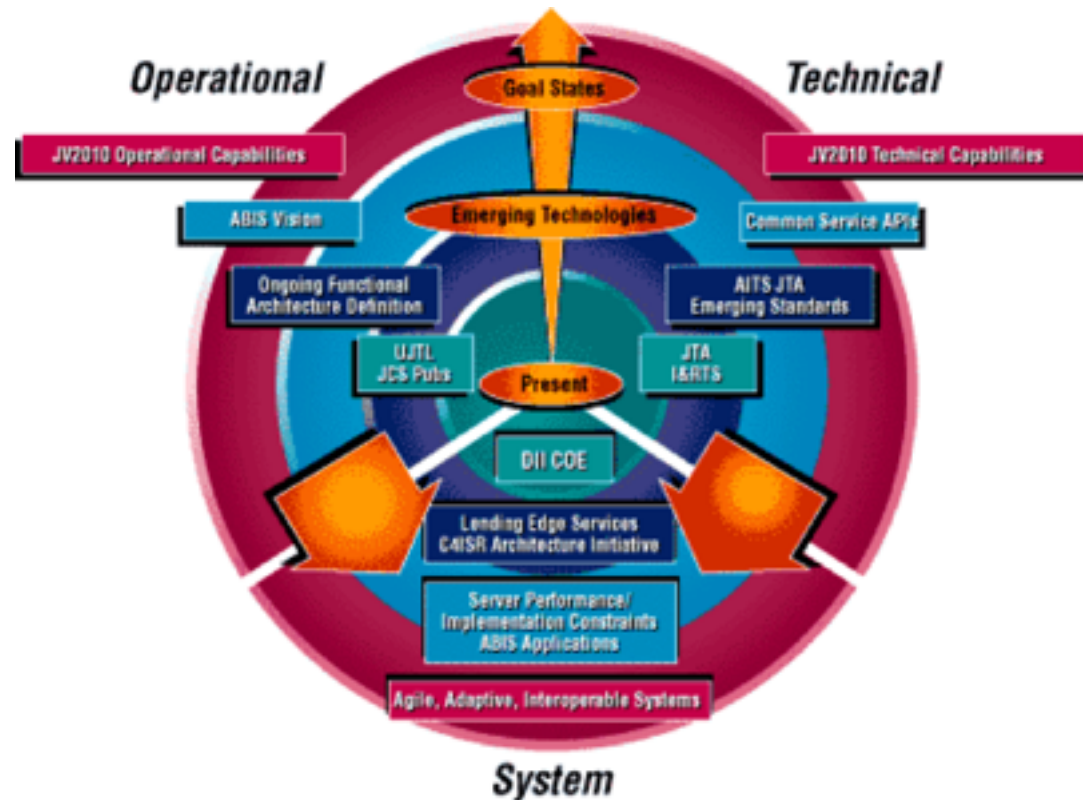 Operational
Technical
Goal States
JV2010 Operational Capabilities
JV2010 Technical Capabilities
Emerging Technologies
ABIS Vision
Common Service APIs
Ongoing Functional
Architecture Definition
AITS JTA
Emerging Standards
UJTL
JCS Pubs
JTA
I&RTS
Present
DII COE
Lending Edge Services
C4ISR Architecture Initiative
Server Performance/
Implementation Constraints
ABIS Applications
Agile, Adaptive, Interoperable Systems
System